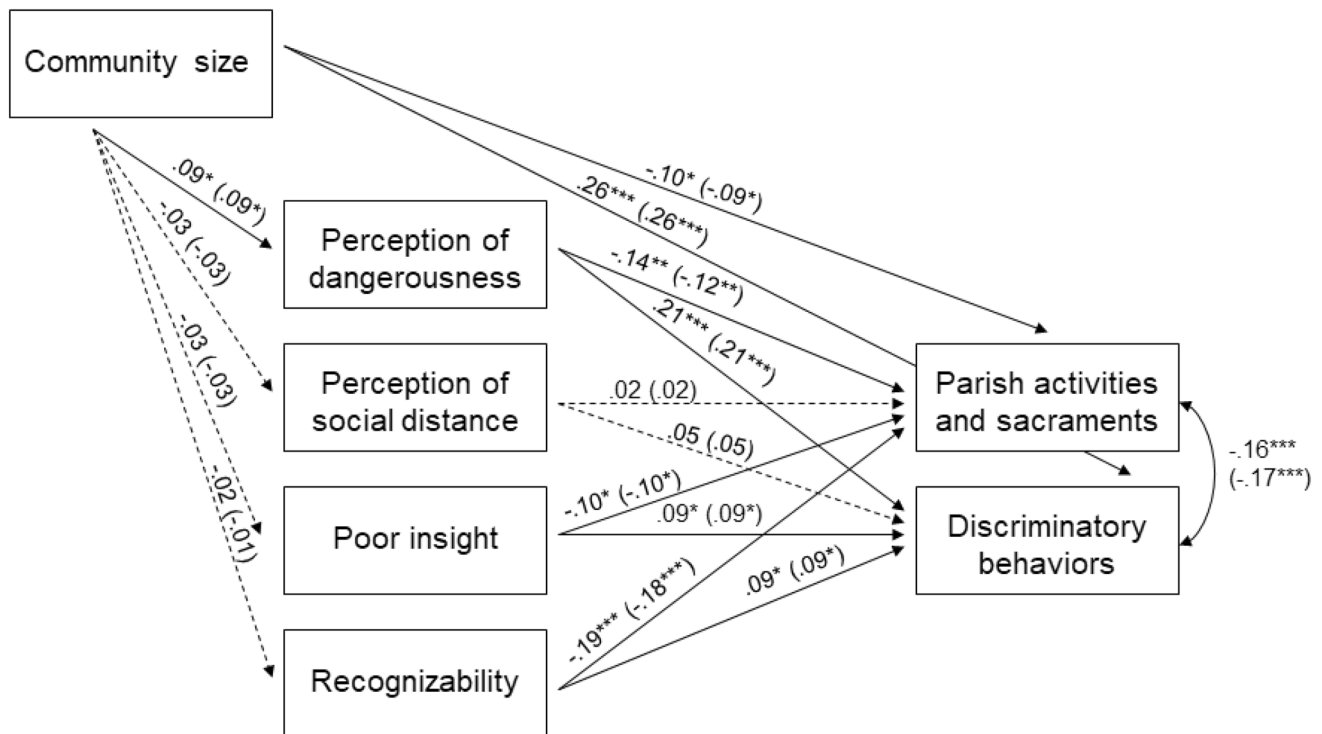 Community size
.09* (.09*)
-.03 (-.03)
-.03 (-.03)
-.02 (-.01)
-.10* (-.09*)
.26*** (.26***)
Perception of
dangerousness
-.14** (-.12**)
.21*** (.21***)
Perception of
social distance
.02 (.02)
.05 (.05)
Parish activities
and sacraments
-.16***
(-.17***)
Poor insight
-.10* (-.10*)
.09* (.09*)
Discriminatory
behaviors
Recognizability
-.19*** (-.18***)
.09* (.09*)